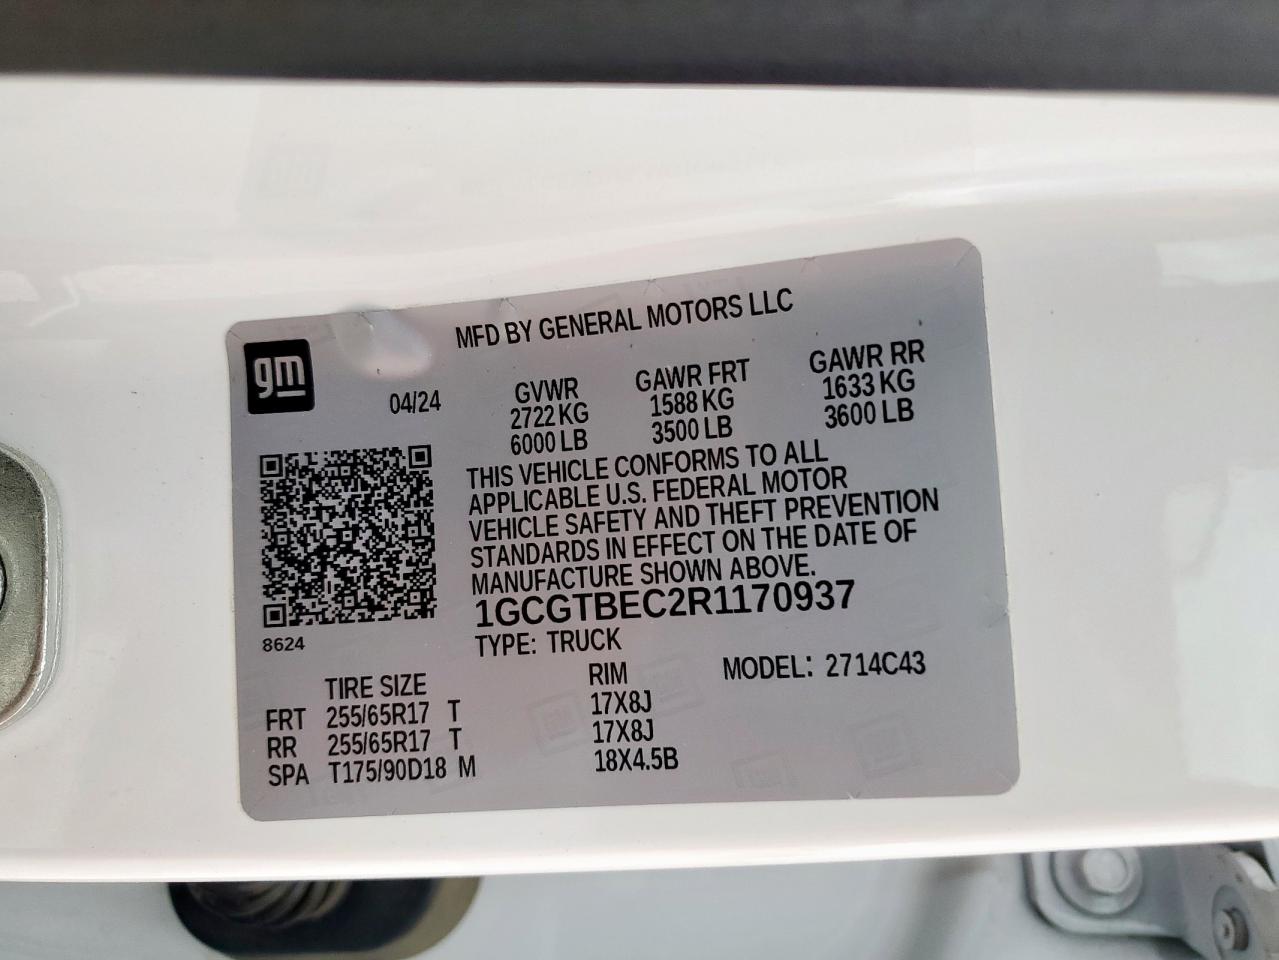 MFD BY GENERAL MOTORS LLC
gm
04/24
GVWR GAWR FRT GAWR RR
2722 KG 1588 KG 1633 KG
6000 LB 3500 LB 3600 LB
THIS VEHICLE CONFORMS TO ALL
APPLICABLE U.S. FEDERAL MOTOR
VEHICLE SAFETY AND THEFT PREVENTION
STANDARDS IN EFFECT ON THE DATE OF
MANUFACTURE SHOWN ABOVE.
1GCGTBEC2R1170937
8624
TYPE: TRUCK
TIRE SIZE RIM MODEL: 2714C43
FRT 255/65R17 T 17X8J
RR 255/65R17 T 17X8J
SPA T175/90D18 M 18X4.5B